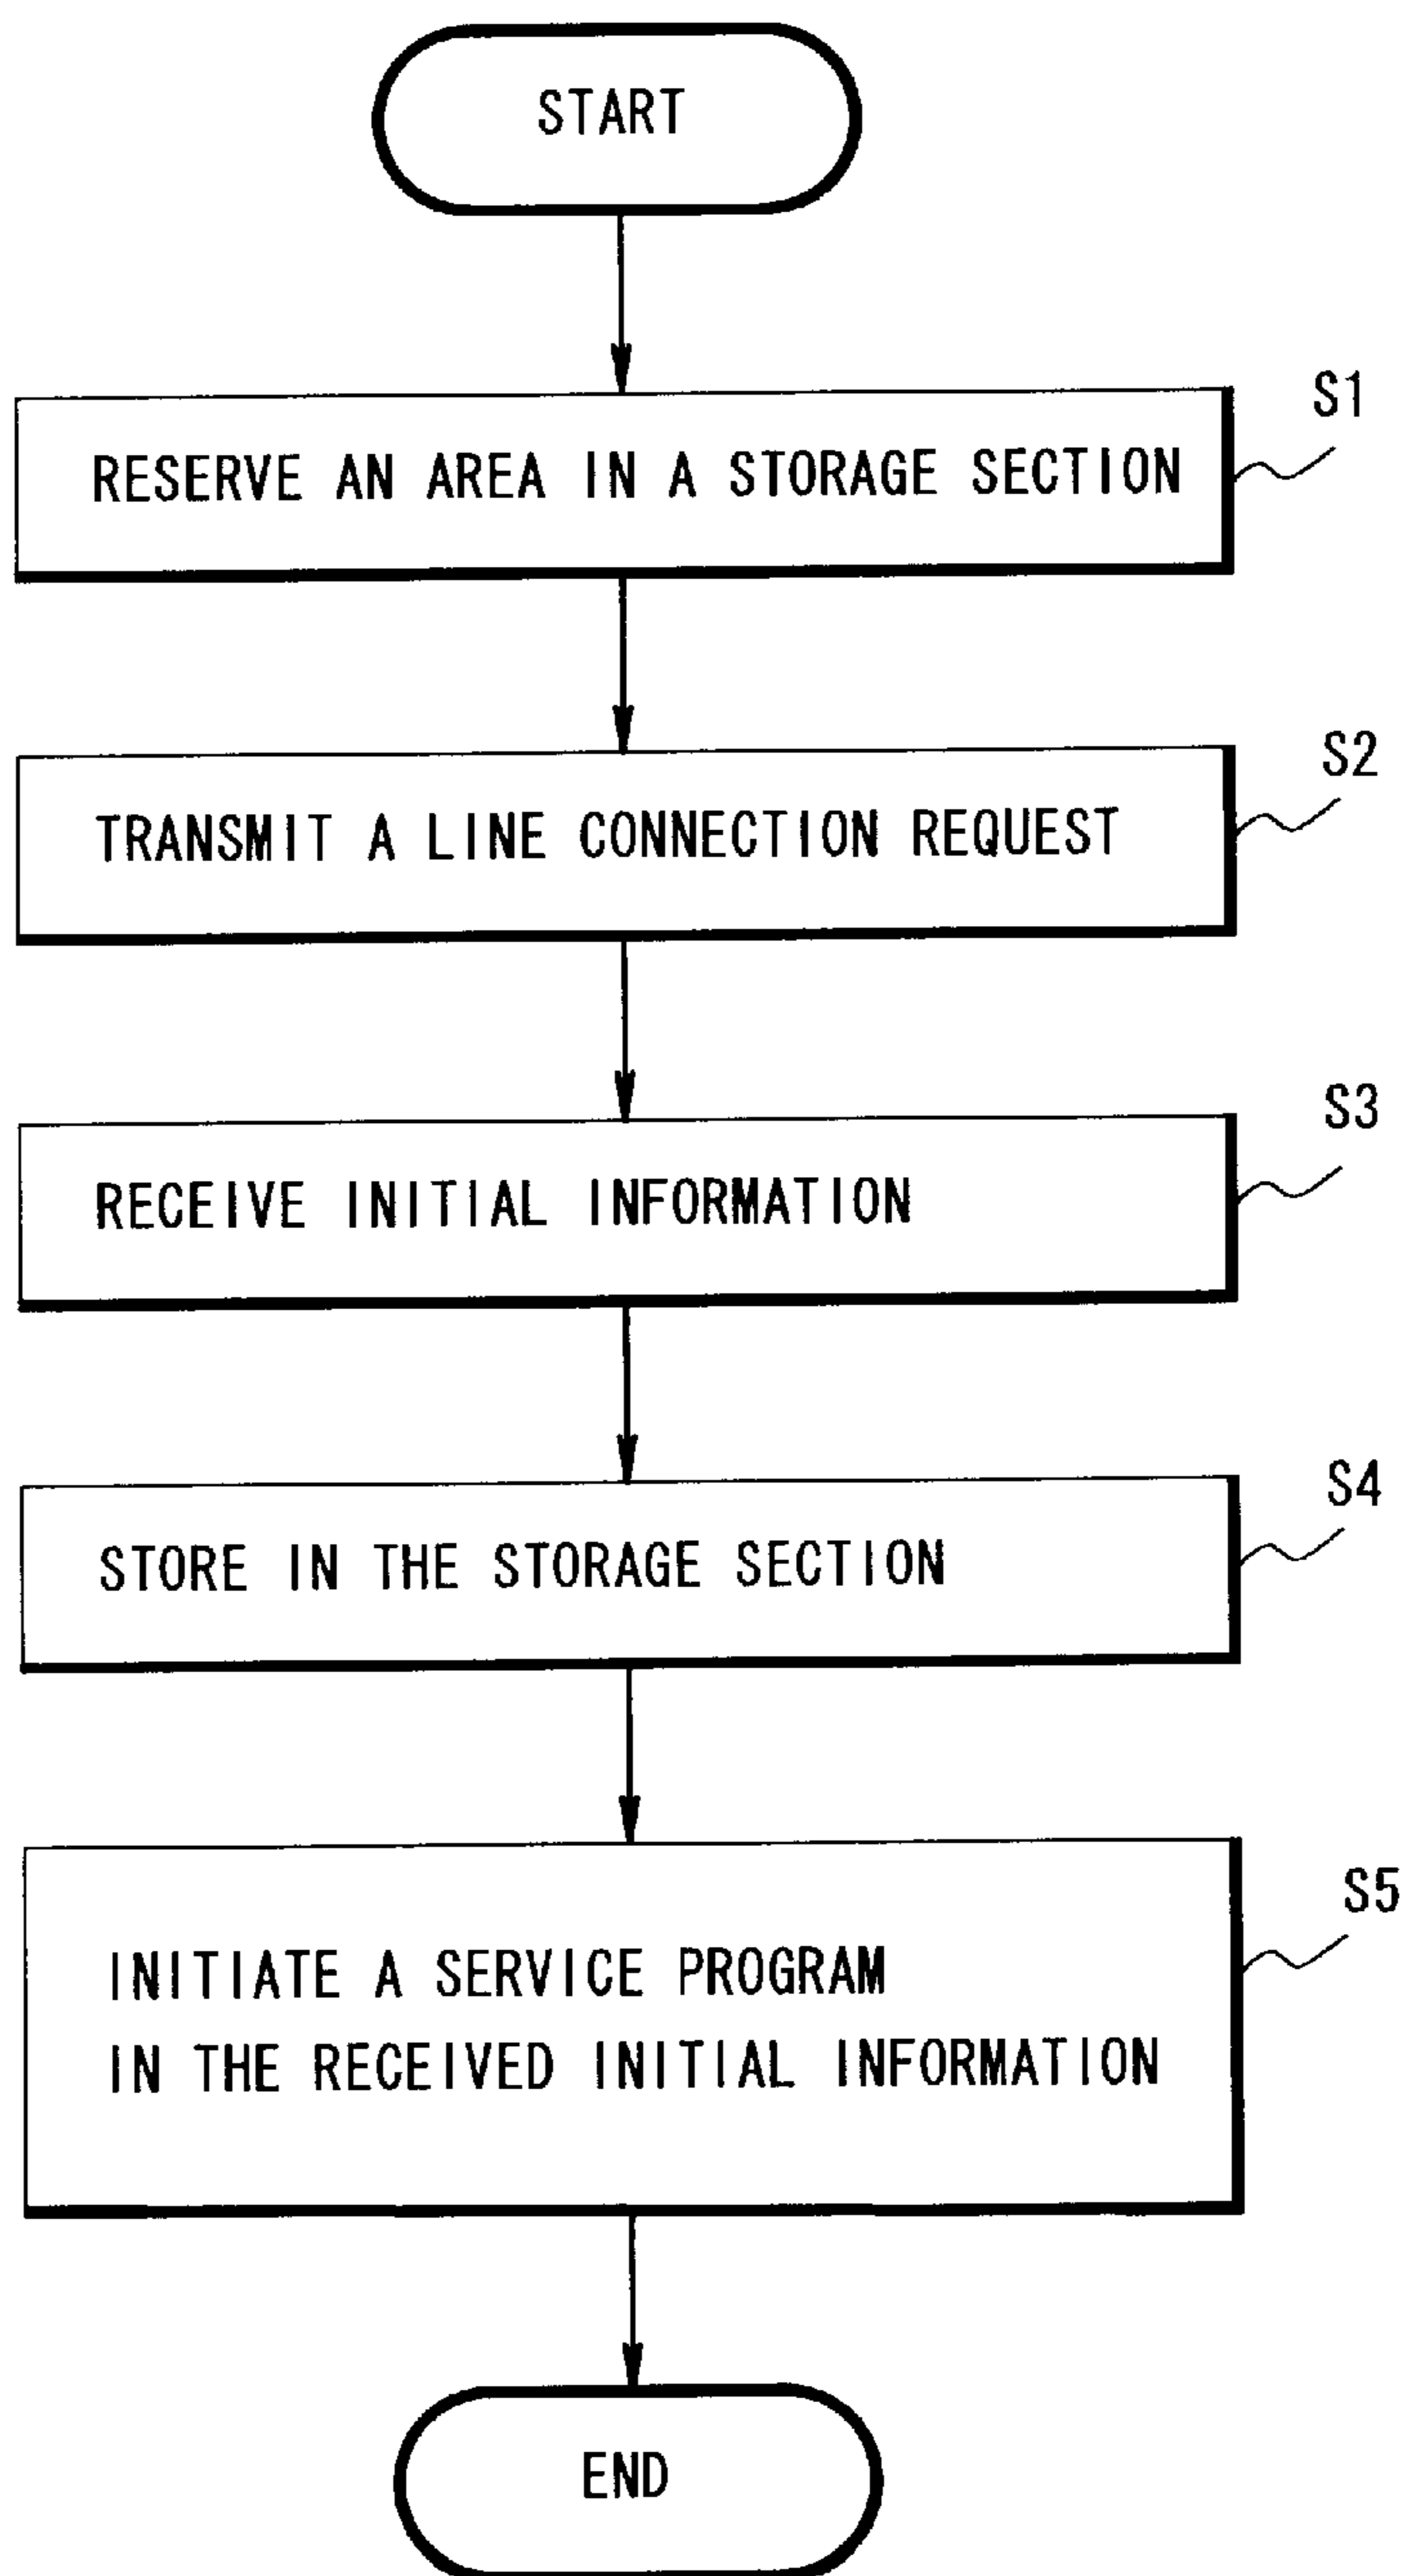 START
S1
RESERVE AN AREA IN A STORAGE SECTION
S2
TRANSMIT A LINE CONNECTION REQUEST
S3
RECEIVE INITIAL INFORMATION
S4
STORE IN THE STORAGE SECTION
S5
INITIATE A SERVICE PROGRAM
IN THE RECEIVED INITIAL INFORMATION
END